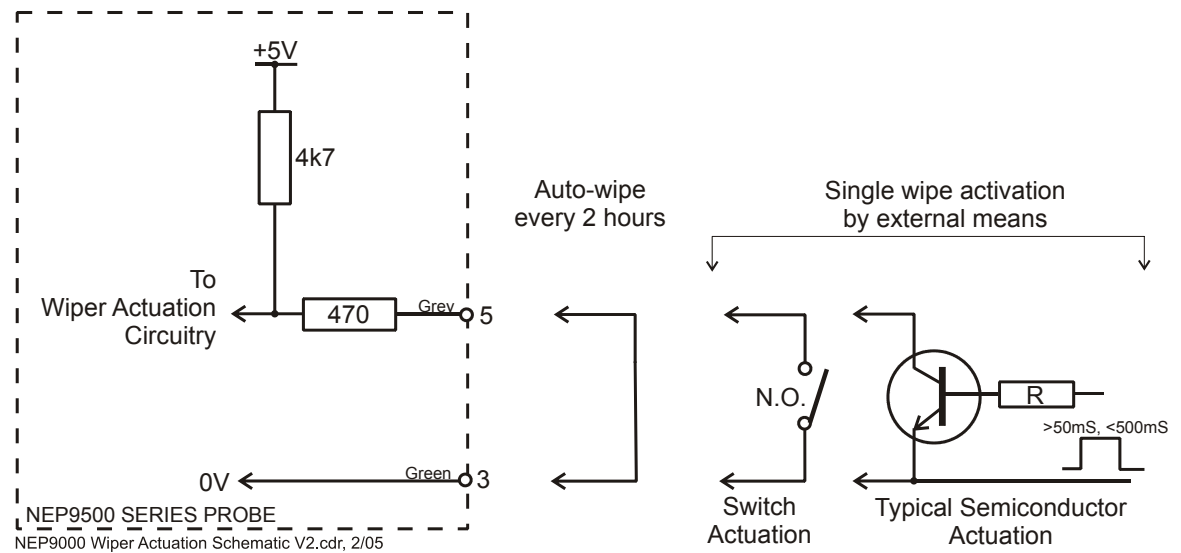 +5V
4k7
Auto-wipe
every 2 hours
Single wipe activation
by external means
To
Wiper Actuation
Circuitry
470
Grey
5
N.O.
R
>50mS, <500mS
0V
Green
3
Switch
Actuation
Typical Semiconductor
Actuation
NEP9500 SERIES PROBE
NEP9000 Wiper Actuation Schematic V2.cdr, 2/05